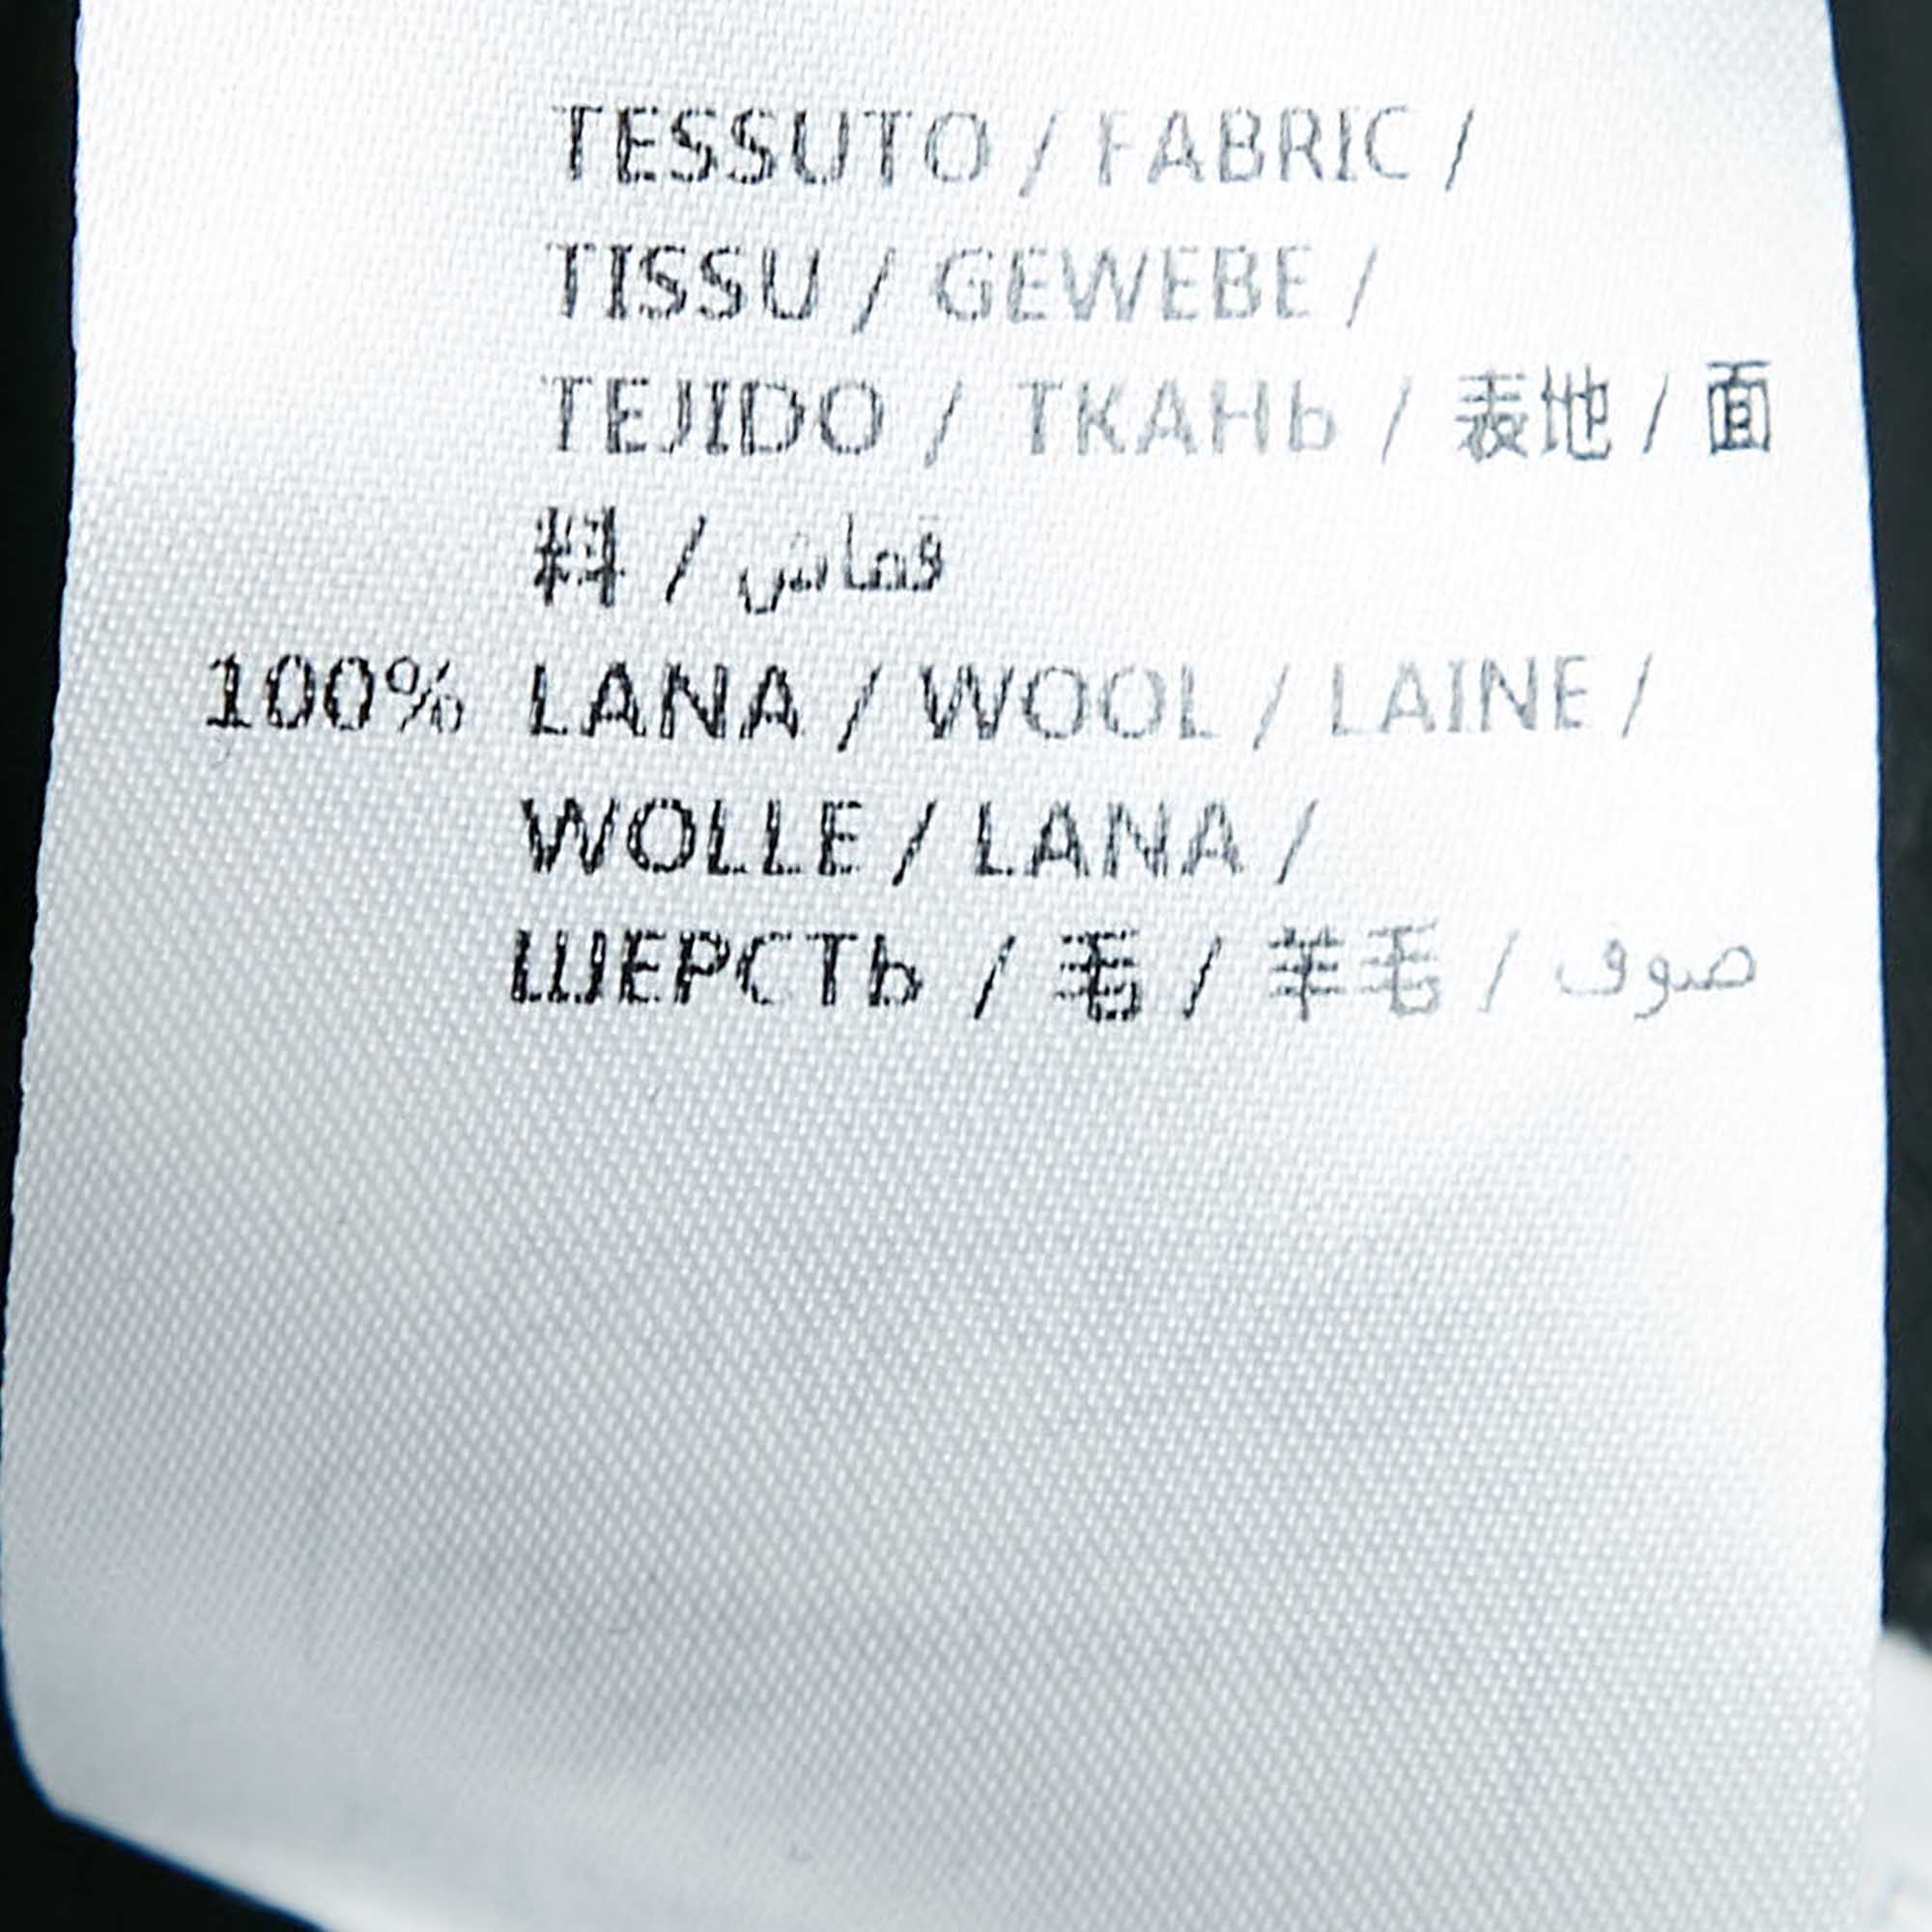 TESSUTO / FABRIC /
TISSU / GEWEBE /
TEJIDO / ТКАНЬ / 表地 / 面
料 / قماش
100% LANA / WOOL / LAINE /
WOLLE / LANA /
ШЕРСТЬ / 毛 / 羊毛 / صوف